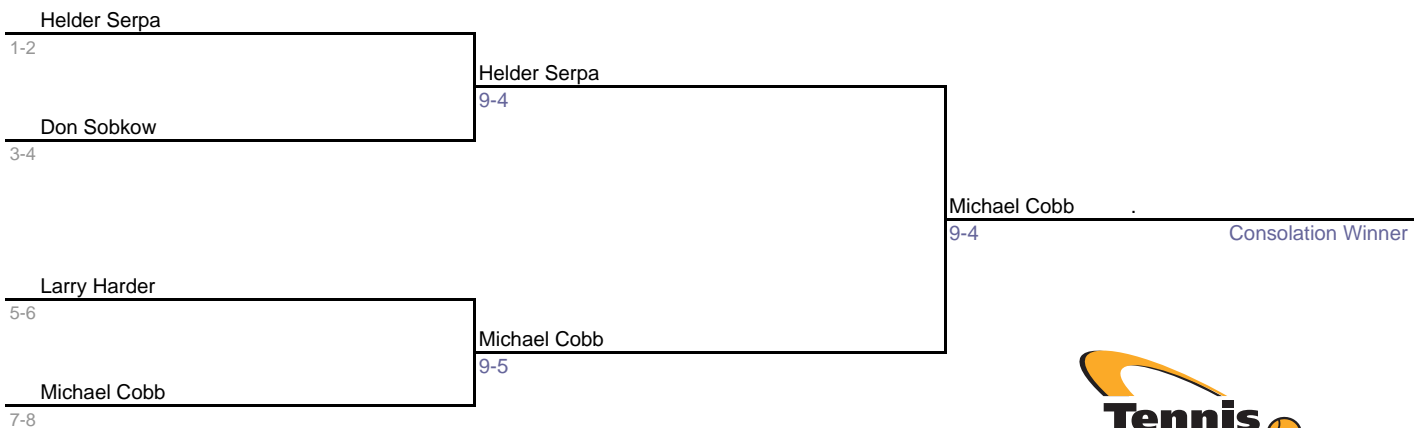 Helder Serpa
1-2
Helder Serpa
9-4
Don Sobkow
3-4
Michael Cobb .
9-4 Consolation Winner
Larry Harder
5-6
Michael Cobb
9-5
Michael Cobb
7-8
Tennis